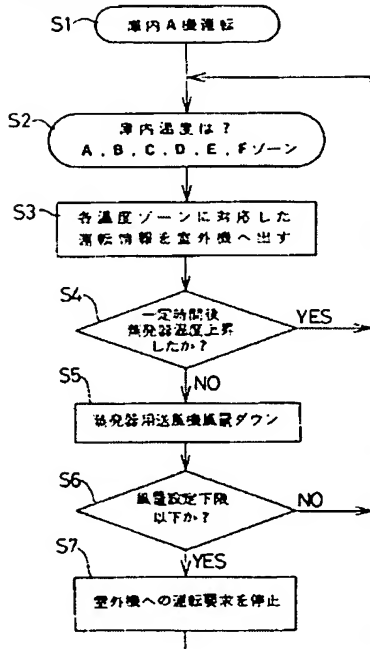 S1
庫内A機運転
S2
庫内温度は?
A,B,C,D,E,Fゾーン
S3
各温度ゾーンに対応した
運転情報を室外機へ出す
S4
一定時間後
蒸発器温度上昇
したか?
YES
NO
S5
蒸発器用送風機風量ダウン
S6
風量設定下限
以下か?
NO
YES
S7
室外機への運転要求を停止